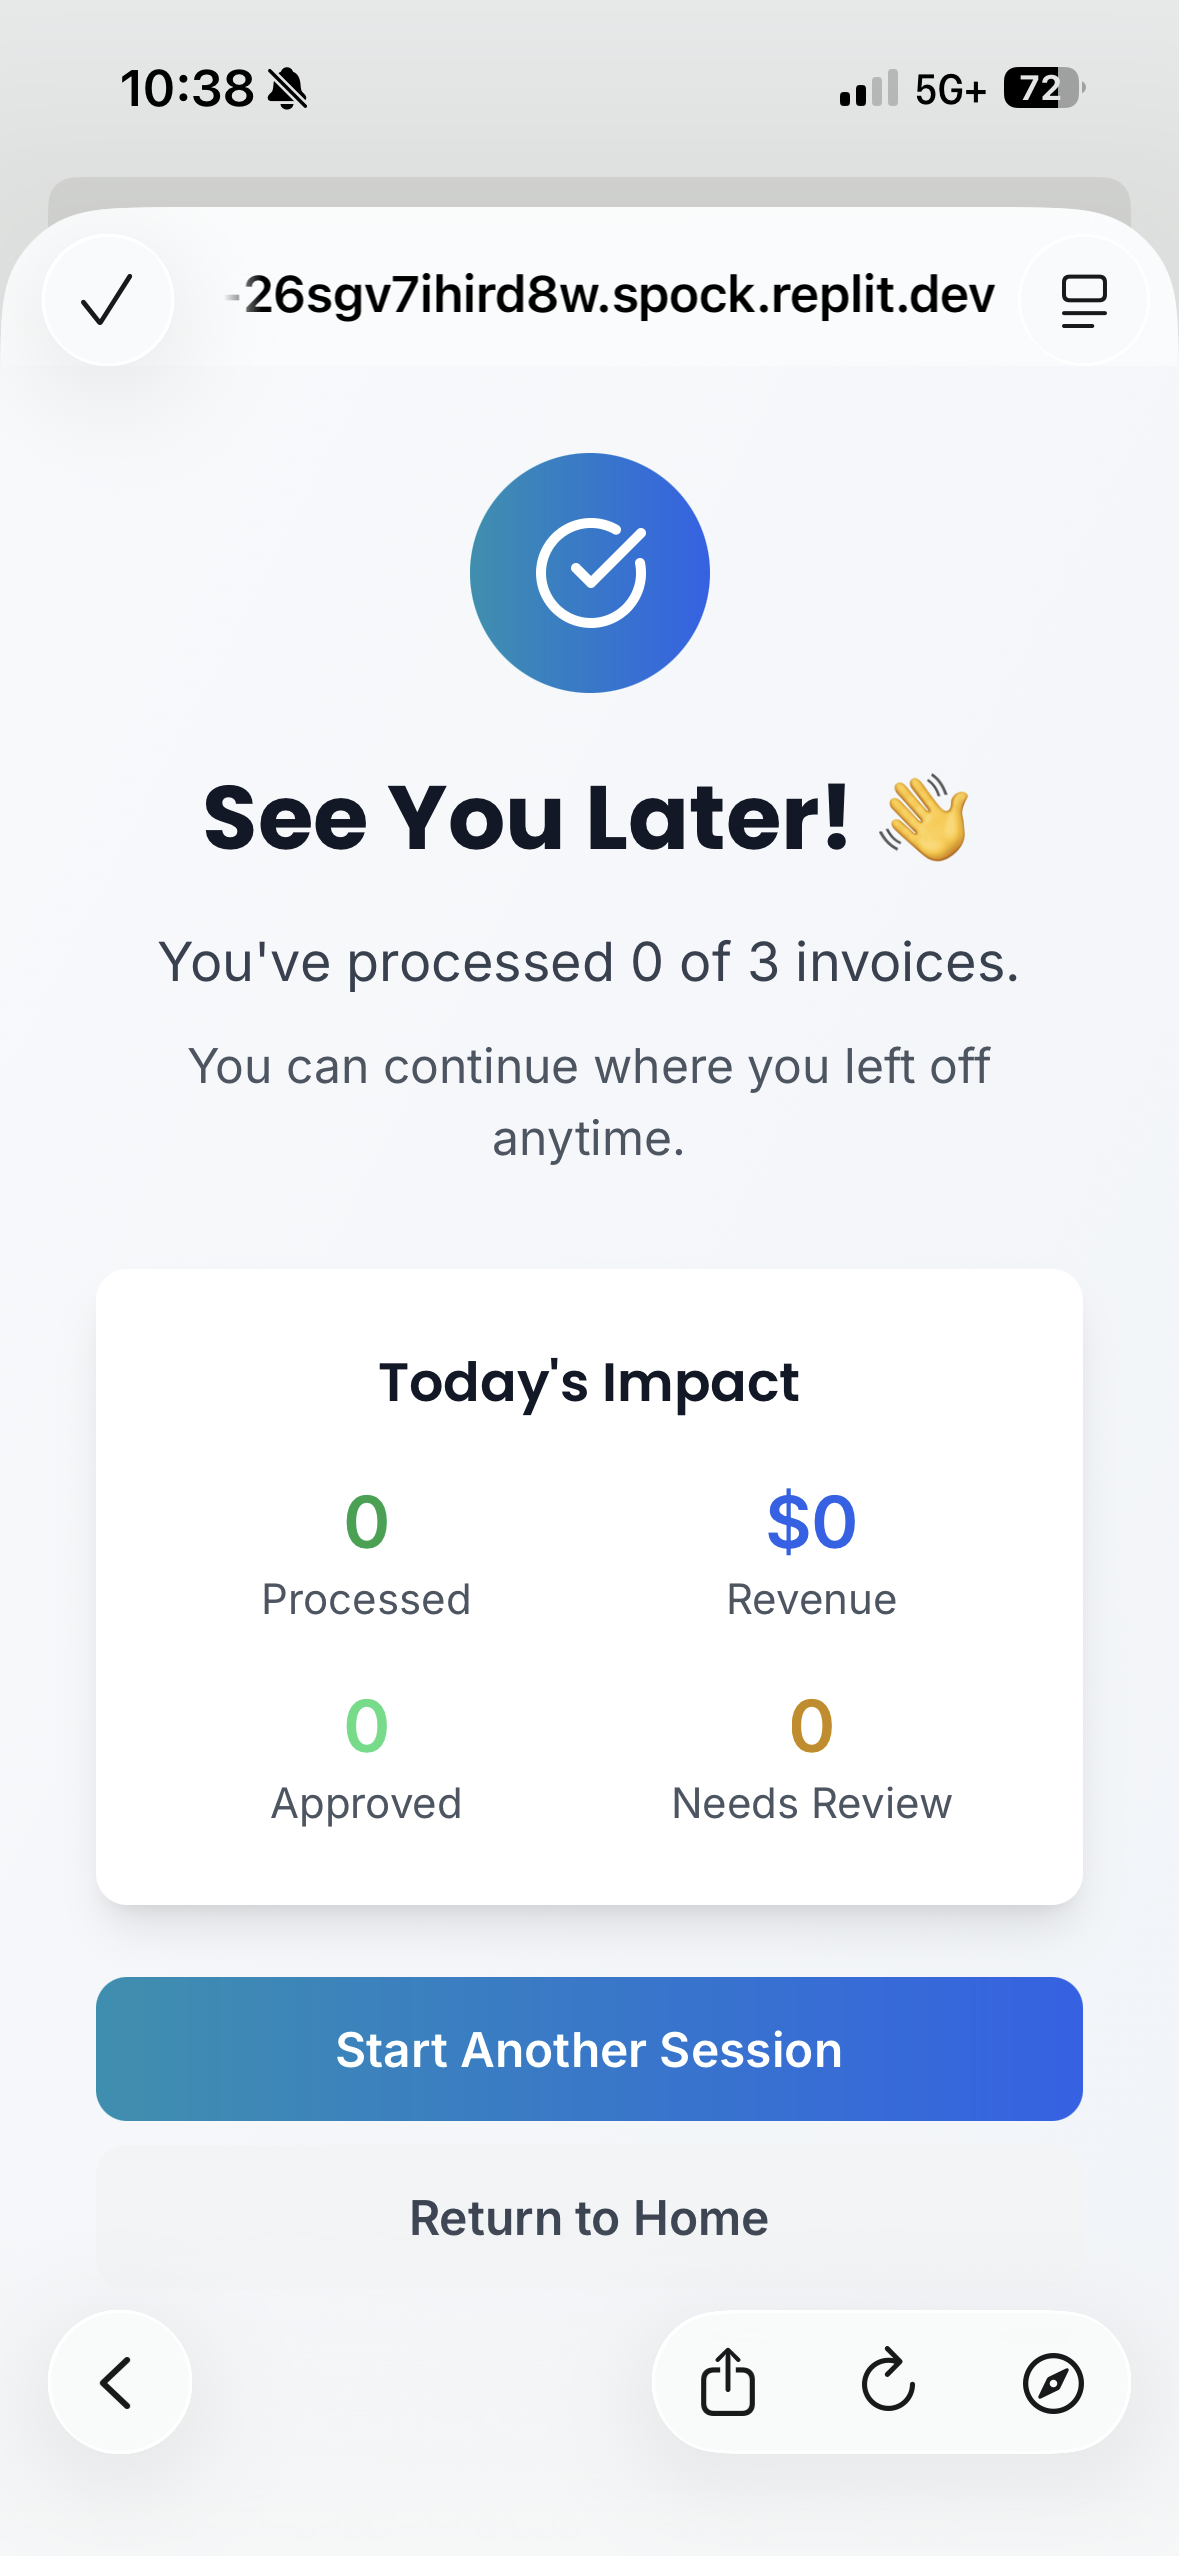 10:38
5G+
72
-26sgv7ihird8w.spock.replit.dev
See You Later! 👋
You've processed 0 of 3 invoices.
You can continue where you left off
anytime.
Today's Impact
0
Processed
$0
Revenue
0
Approved
0
Needs Review
Start Another Session
Return to Home